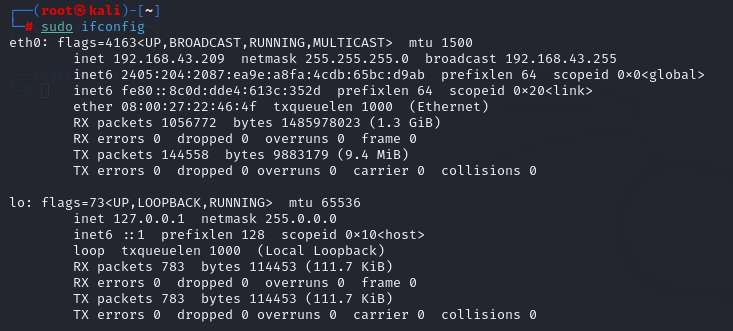 ┌──(root㉿kali)-[~]
└─# sudo ifconfig
eth0: flags=4163<UP,BROADCAST,RUNNING,MULTICAST>  mtu 1500
        inet 192.168.43.209  netmask 255.255.255.0  broadcast 192.168.43.255
        inet6 2405:204:2087:ea9e:a8fa:4cdb:65bc:d9ab  prefixlen 64  scopeid 0×0<global>
        inet6 fe80::8c0d:dde4:613c:352d  prefixlen 64  scopeid 0×20<link>
        ether 08:00:27:22:46:4f  txqueuelen 1000  (Ethernet)
        RX packets 1056772  bytes 1485978023 (1.3 GiB)
        RX errors 0  dropped 0  overruns 0  frame 0
        TX packets 144558  bytes 9883179 (9.4 MiB)
        TX errors 0  dropped 0 overruns 0  carrier 0  collisions 0

lo: flags=73<UP,LOOPBACK,RUNNING>  mtu 65536
        inet 127.0.0.1  netmask 255.0.0.0
        inet6 ::1  prefixlen 128  scopeid 0×10<host>
        loop  txqueuelen 1000  (Local Loopback)
        RX packets 783  bytes 114453 (111.7 KiB)
        RX errors 0  dropped 0  overruns 0  frame 0
        TX packets 783  bytes 114453 (111.7 KiB)
        TX errors 0  dropped 0 overruns 0  carrier 0  collisions 0